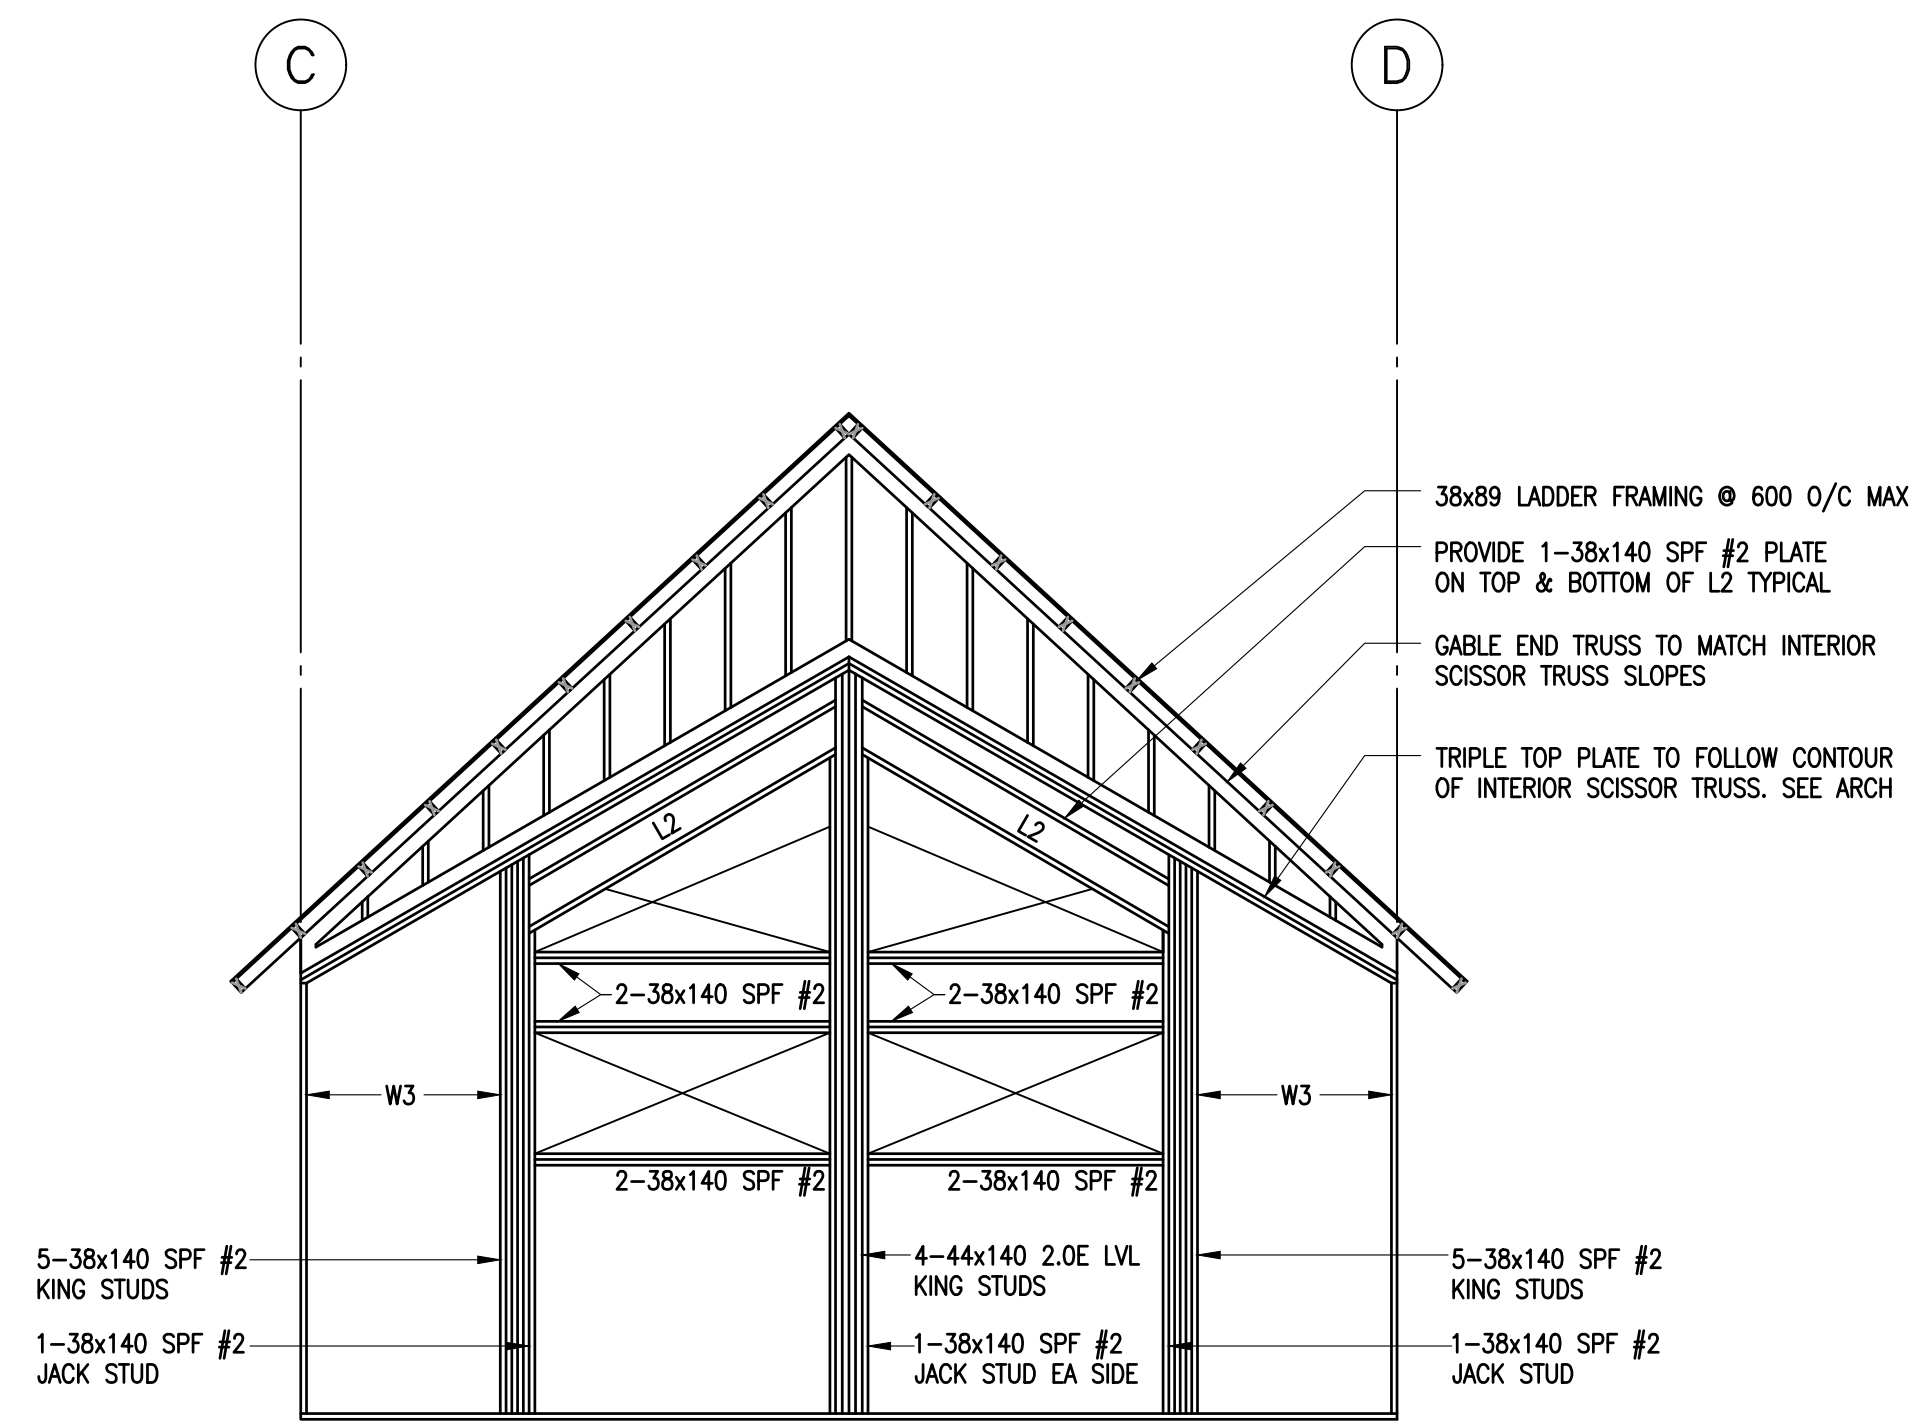 C
D
38x89 LADDER FRAMING @ 600 O/C MAX
PROVIDE 1-38x140 SPF #2 PLATE
ON TOP & BOTTOM OF L2 TYPICAL
GABLE END TRUSS TO MATCH INTERIOR
SCISSOR TRUSS SLOPES
TRIPLE TOP PLATE TO FOLLOW CONTOUR
OF INTERIOR SCISSOR TRUSS. SEE ARCH
L2
L2
2-38x140 SPF #2
2-38x140 SPF #2
W3
W3
2-38x140 SPF #2
2-38x140 SPF #2
5-38x140 SPF #2
KING STUDS
4-44x140 2.0E LVL
KING STUDS
5-38x140 SPF #2
KING STUDS
1-38x140 SPF #2
JACK STUD
1-38x140 SPF #2
JACK STUD EA SIDE
1-38x140 SPF #2
JACK STUD